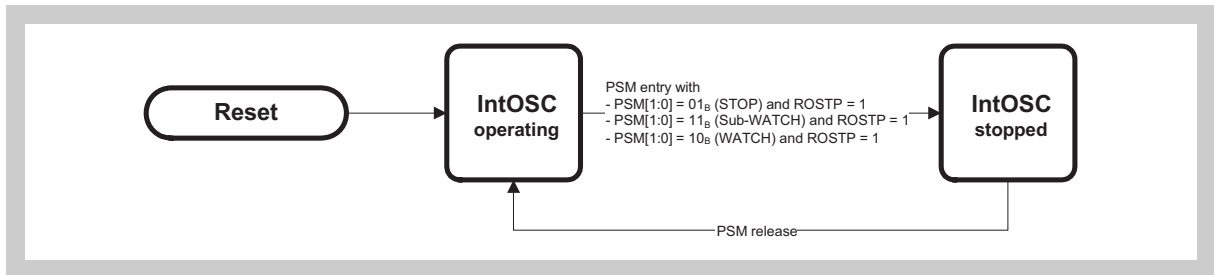 Reset
IntOSC
operating
PSM entry with
- PSM[1:0] = 01B (STOP) and ROSTP = 1
- PSM[1:0] = 11B (Sub-WATCH) and ROSTP = 1
- PSM[1:0] = 10B (WATCH) and ROSTP = 1
IntOSC
stopped
PSM release